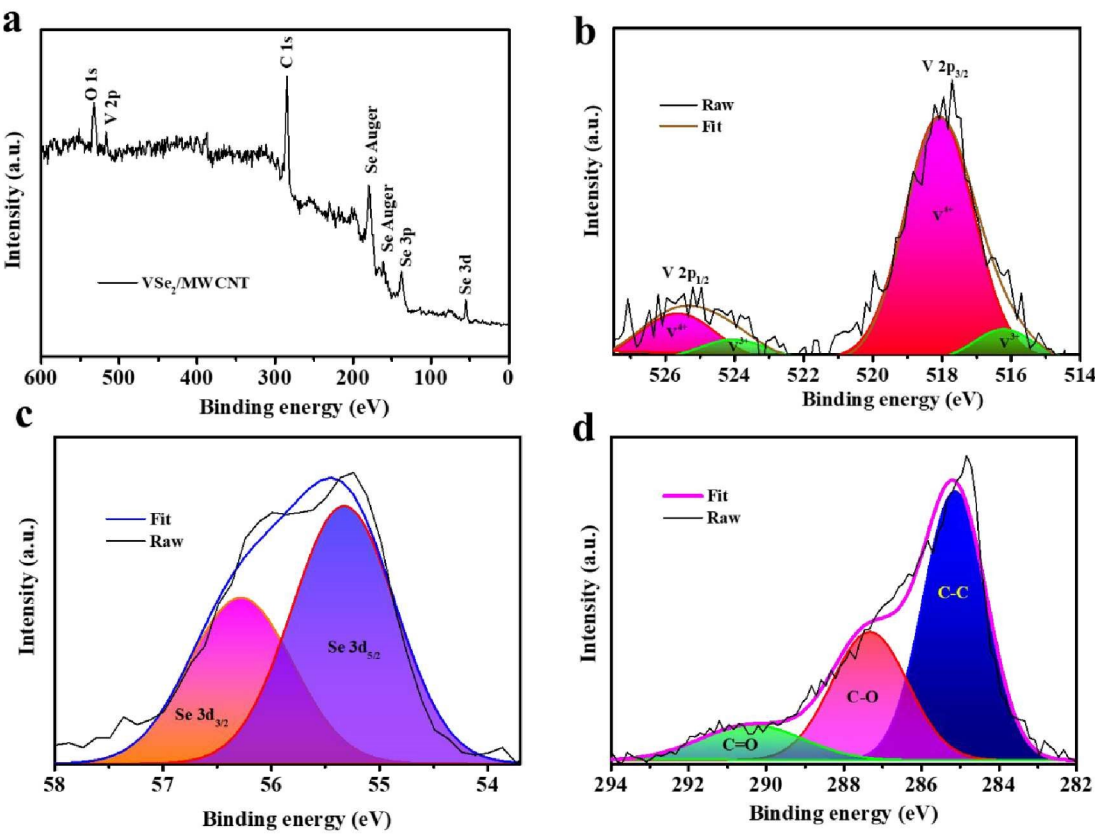 a
O 1s
V 2p
C 1s
Se Auger
Se Auger
Se 3p
Se 3d
VSe₂/MWCNT
Intensity (a.u.)
600 500 400 300 200 100 0
Binding energy (eV)
b
V 2p₃/₂
Raw
Fit
V⁴⁺
V 2p₁/₂
V⁴⁺
V³⁺
V³⁺
Intensity (a.u.)
526 524 522 520 518 516 514
Binding energy (eV)
c
Fit
Raw
Se 3d₅/₂
Se 3d₃/₂
Intensity (a.u.)
58 57 56 55 54
Binding energy (eV)
d
Fit
Raw
C-C
C-O
C=O
Intensity (a.u.)
294 292 290 288 286 284 282
Binding energy (eV)